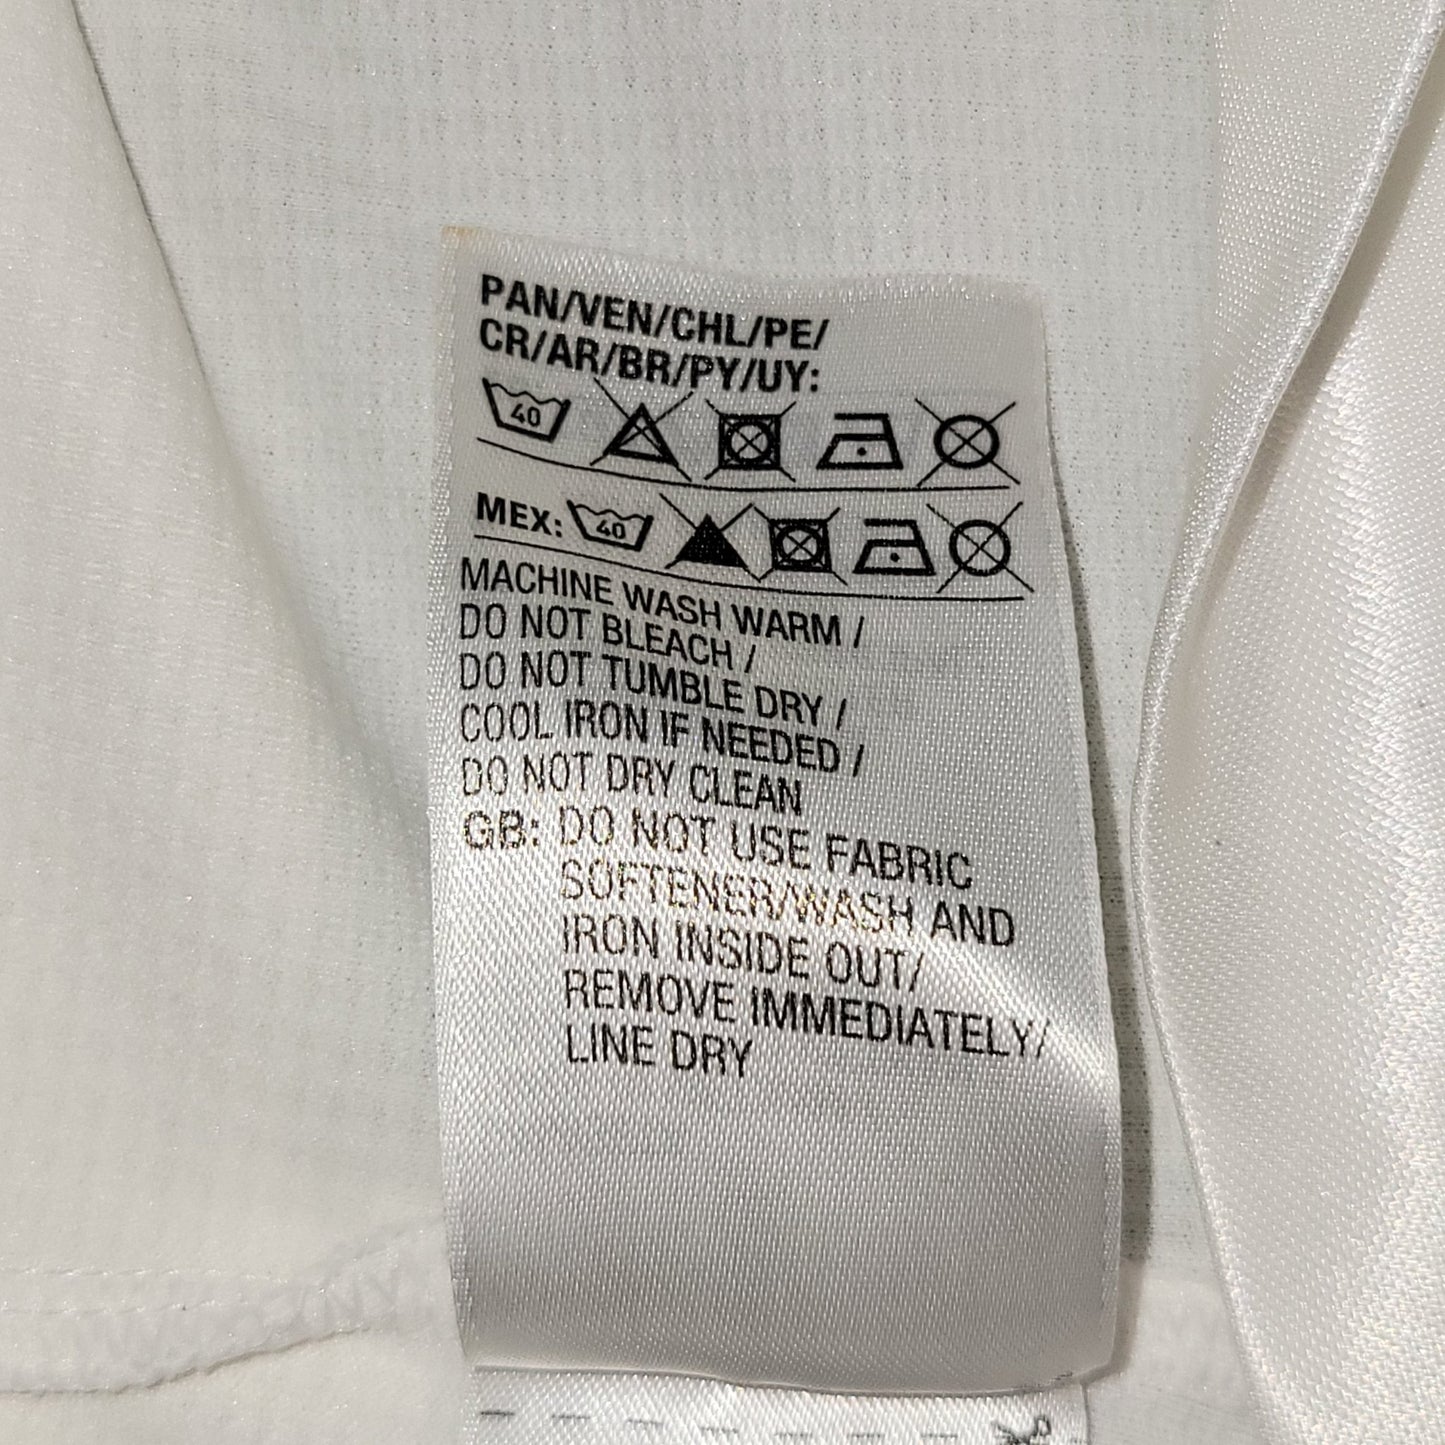 PAN/VEN/CHL/PE/
CR/AR/BR/PY/UY:
40
MEX: 40
MACHINE WASH WARM /
DO NOT BLEACH /
DO NOT TUMBLE DRY /
COOL IRON IF NEEDED /
DO NOT DRY CLEAN
GB: DO NOT USE FABRIC
SOFTENER/WASH AND
IRON INSIDE OUT/
REMOVE IMMEDIATELY/
LINE DRY